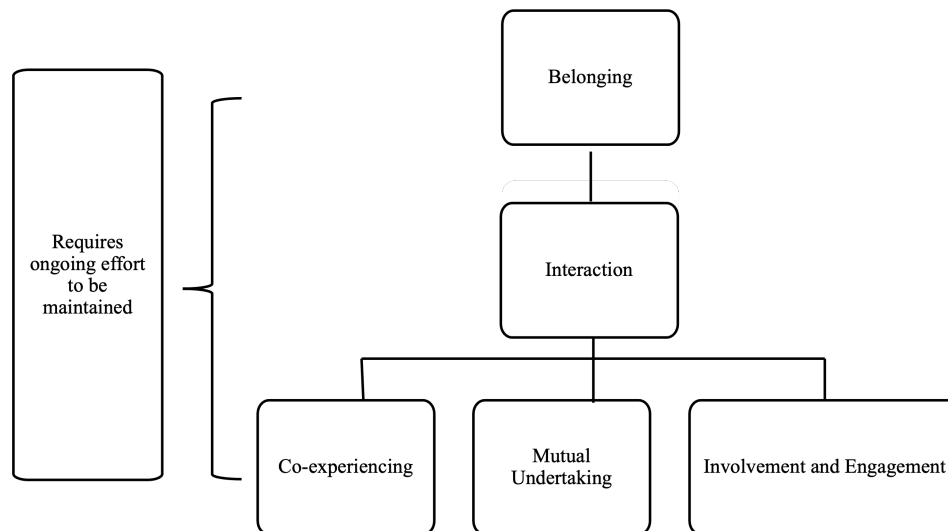 Belonging
Requires
ongoing effort
to be
maintained
Interaction
Co-experiencing
Mutual
Undertaking
Involvement and Engagement